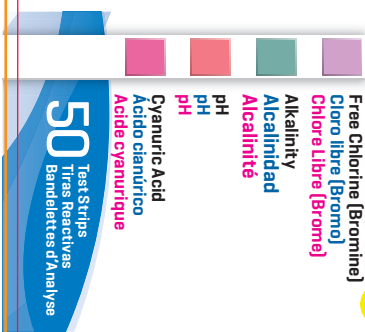 Free Chlorine (Bromine)
Cloro libre (Bromo)
Chlore Libre (Brome)
Alkalinity
Alcalinidad
Alcalinité
pH
pH
pH
Cyanuric Acid
Ácido cianúrico
Acide cyanurique
50
Test Strips
Tiras Reactivas
Bandelettes d'Analyse